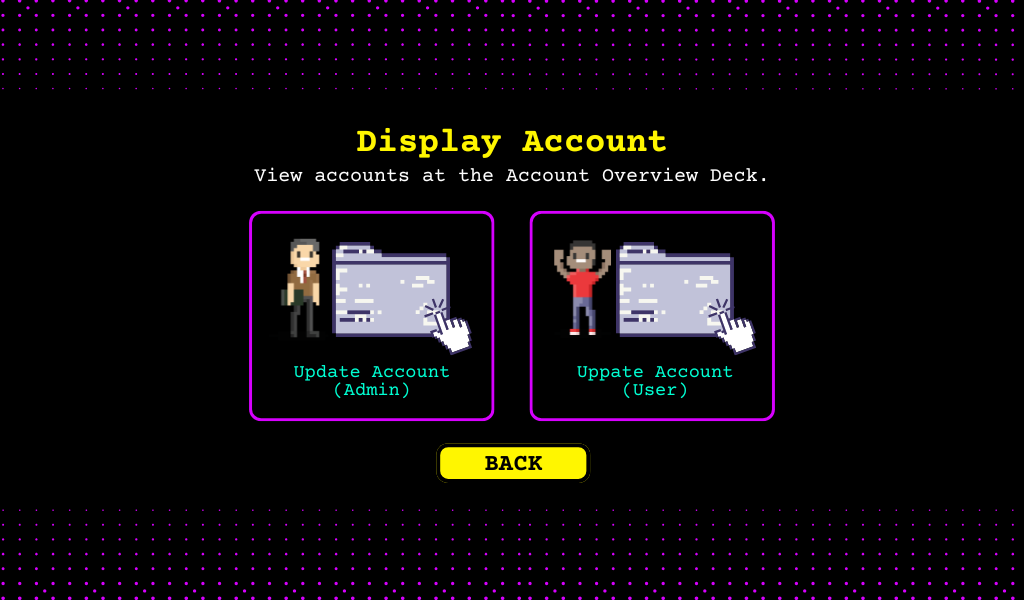 Display Account
View accounts at the Account Overview Deck.
Update Account
(Admin)
Uppate Account
(User)
BACK